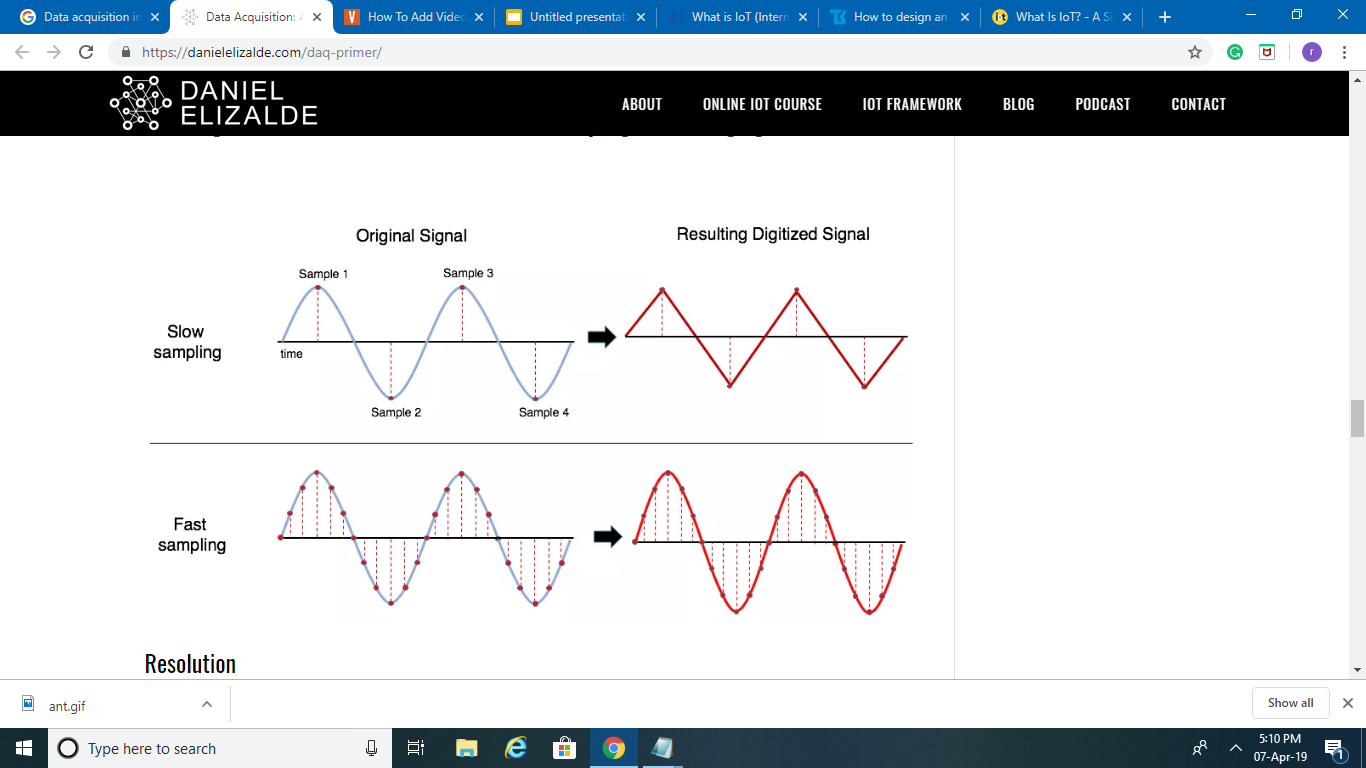 Data acquisition in
Data Acquisition: A
How To Add Video
Untitled presentati
What is IoT (Intern
How to design an
What Is IoT? - A Si
https://danielelizalde.com/daq-primer/
r
DANIEL
ELIZALDE
ABOUT
ONLINE IOT COURSE
IOT FRAMEWORK
BLOG
PODCAST
CONTACT
Original Signal
Resulting Digitized Signal
Sample 1
Sample 3
Slow
sampling
time
Sample 2
Sample 4
Fast
sampling
Resolution
ant.gif
Show all
Type here to search
5:10 PM
07-Apr-19
1